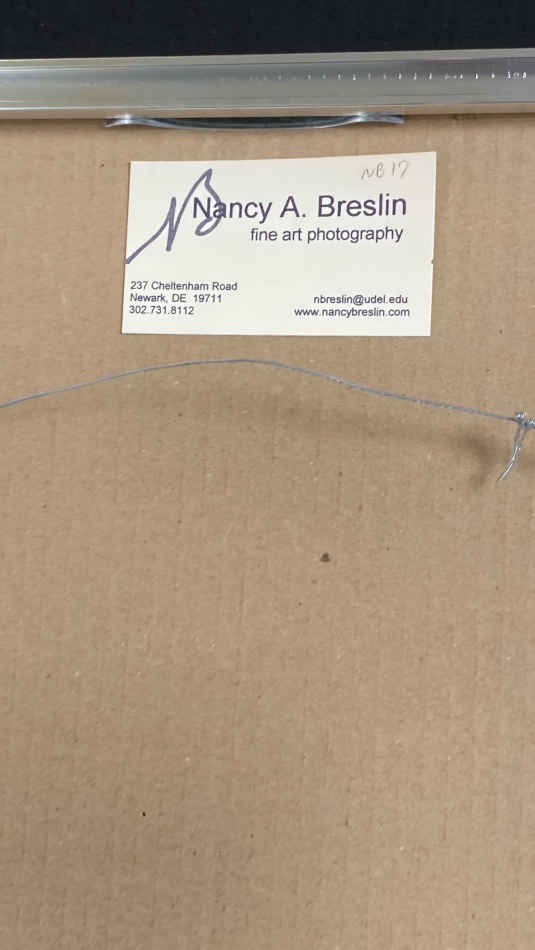 NB 17
Nancy A. Breslin
fine art photography
237 Cheltenham Road
Newark, DE 19711
302.731.8112
nbreslin@udel.edu
www.nancybreslin.com